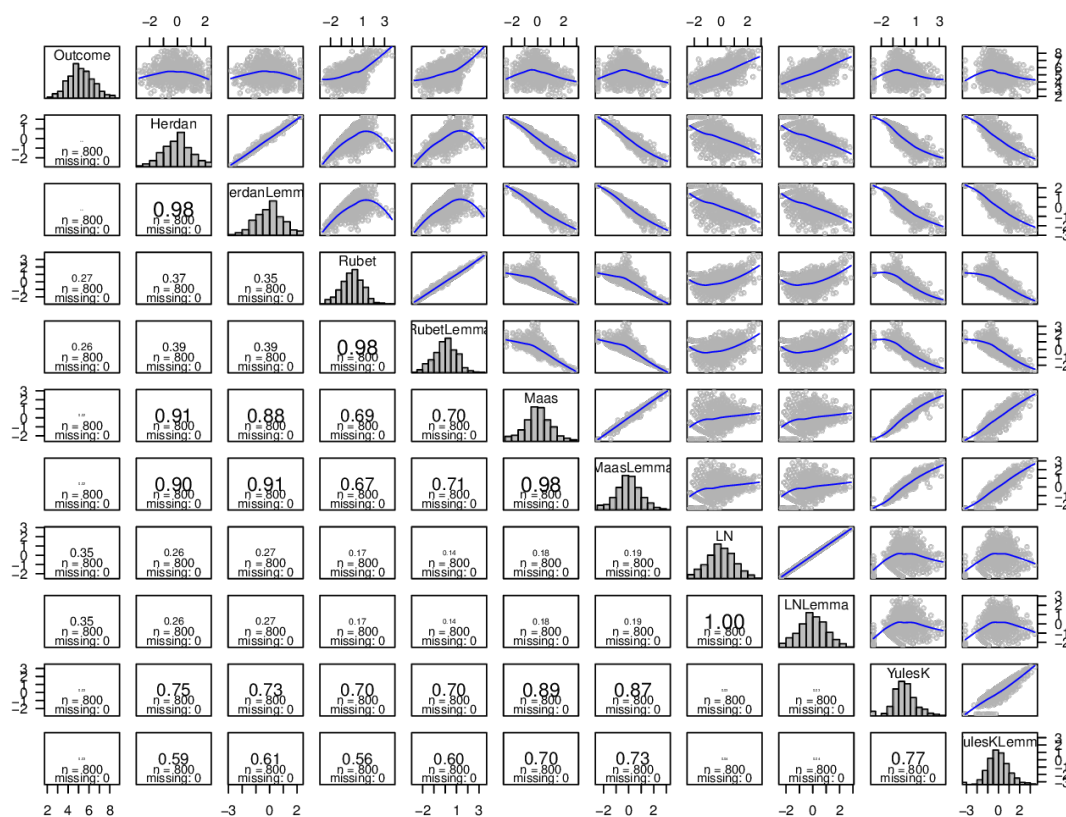 −2 0 2 −2 0 2 −2 0 2 −2 0 2 −2 1 3
Outcome
2 3 4 5 6 7 8
−2 0 1 2
Herdan
n = 800
missing: 0
n = 800
missing: 0
0.98
n = 800
missing: 0
erdanLemm
−3 −2 −1 0 1 2
−2 0 1 2 3
0.27
n = 800
missing: 0
0.37
n = 800
missing: 0
0.35
n = 800
missing: 0
Rubet
0.26
n = 800
missing: 0
0.39
n = 800
missing: 0
0.39
n = 800
missing: 0
0.98
n = 800
missing: 0
RubetLemma
−2 0 1 2 3
−2 0 1 2 3
n = 800
missing: 0
0.91
n = 800
missing: 0
0.88
n = 800
missing: 0
0.69
n = 800
missing: 0
0.70
n = 800
missing: 0
Maas
n = 800
missing: 0
0.90
n = 800
missing: 0
0.91
n = 800
missing: 0
0.67
n = 800
missing: 0
0.71
n = 800
missing: 0
0.98
n = 800
missing: 0
MaasLemma
−2 0 1 2 3
−2 0 1 2 3
0.35
n = 800
missing: 0
0.26
n = 800
missing: 0
0.27
n = 800
missing: 0
0.17
n = 800
missing: 0
0.14
n = 800
missing: 0
0.18
n = 800
missing: 0
0.19
n = 800
missing: 0
LN
0.35
n = 800
missing: 0
0.26
n = 800
missing: 0
0.27
n = 800
missing: 0
0.17
n = 800
missing: 0
0.14
n = 800
missing: 0
0.18
n = 800
missing: 0
0.19
n = 800
missing: 0
1.00
n = 800
missing: 0
LNLemma
−2 0 1 2 3
−2 0 1 2 3
n = 800
missing: 0
0.75
n = 800
missing: 0
0.73
n = 800
missing: 0
0.70
n = 800
missing: 0
0.70
n = 800
missing: 0
0.89
n = 800
missing: 0
0.87
n = 800
missing: 0
n = 800
missing: 0
n = 800
missing: 0
YulesK
n = 800
missing: 0
0.59
n = 800
missing: 0
0.61
n = 800
missing: 0
0.56
n = 800
missing: 0
0.60
n = 800
missing: 0
0.70
n = 800
missing: 0
0.73
n = 800
missing: 0
n = 800
missing: 0
n = 800
missing: 0
0.77
n = 800
missing: 0
ulesKLemm
−3 −1 0 1 2 3
2 4 6 8 −3 0 2 −2 1 3 −2 0 2 −2 0 2 −3 0 2